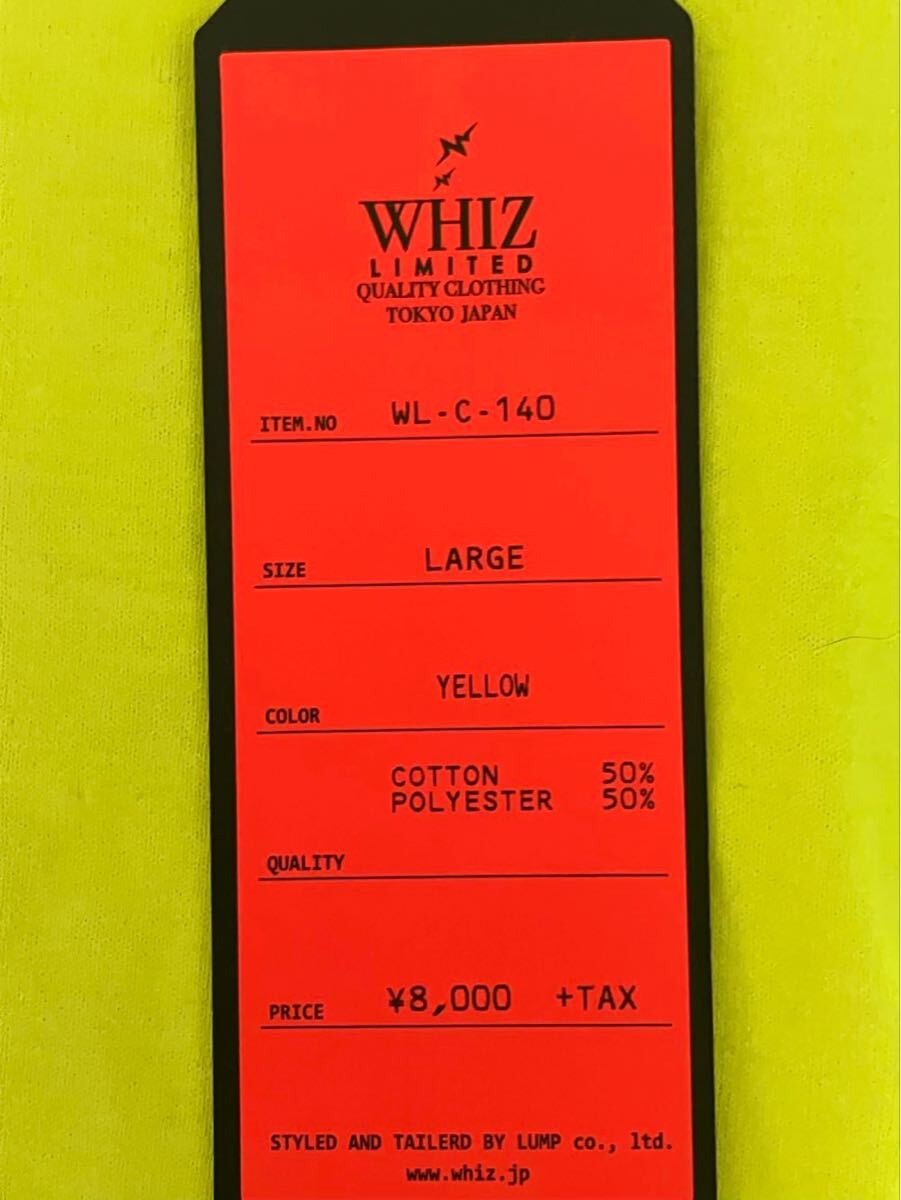 WHIZ
LIMITED
QUALITY CLOTHING
TOKYO JAPAN
ITEM.NO WL-C-140
SIZE LARGE
COLOR YELLOW
COTTON 50%
POLYESTER 50%
QUALITY
PRICE ¥8,000 +TAX
STYLED AND TAILERD BY LUMP co., ltd.
www.whiz.jp